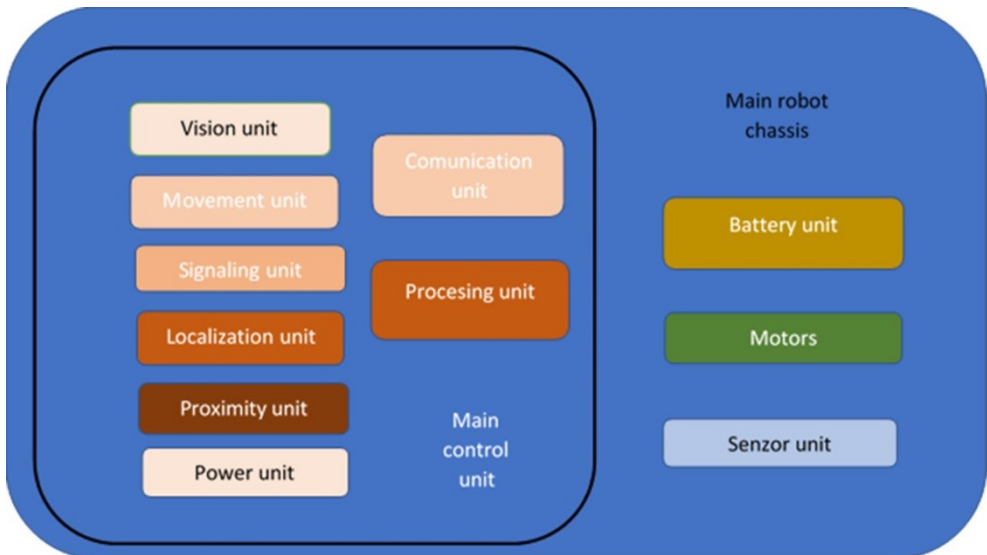 Vision unit
Movement unit
Signaling unit
Localization unit
Proximity unit
Power unit
Comunication
unit
Procesing unit
Main
control
unit
Main robot
chassis
Battery unit
Motors
Senzor unit